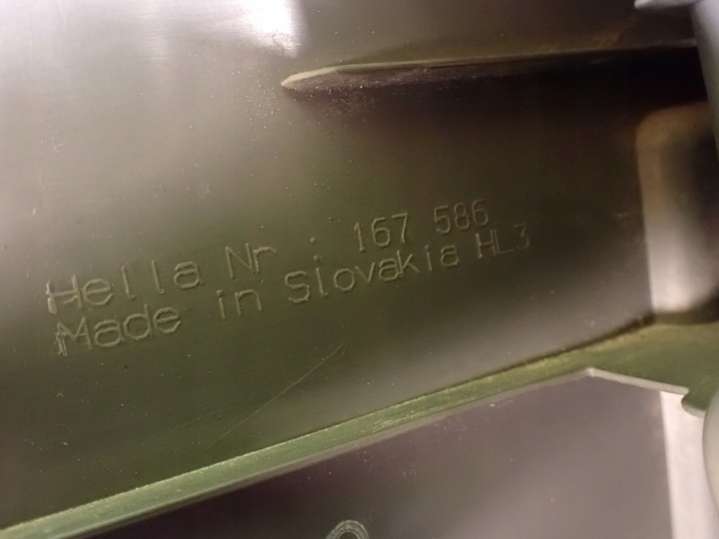 Hella Nr . 167 586
Made in Slovakia HL3